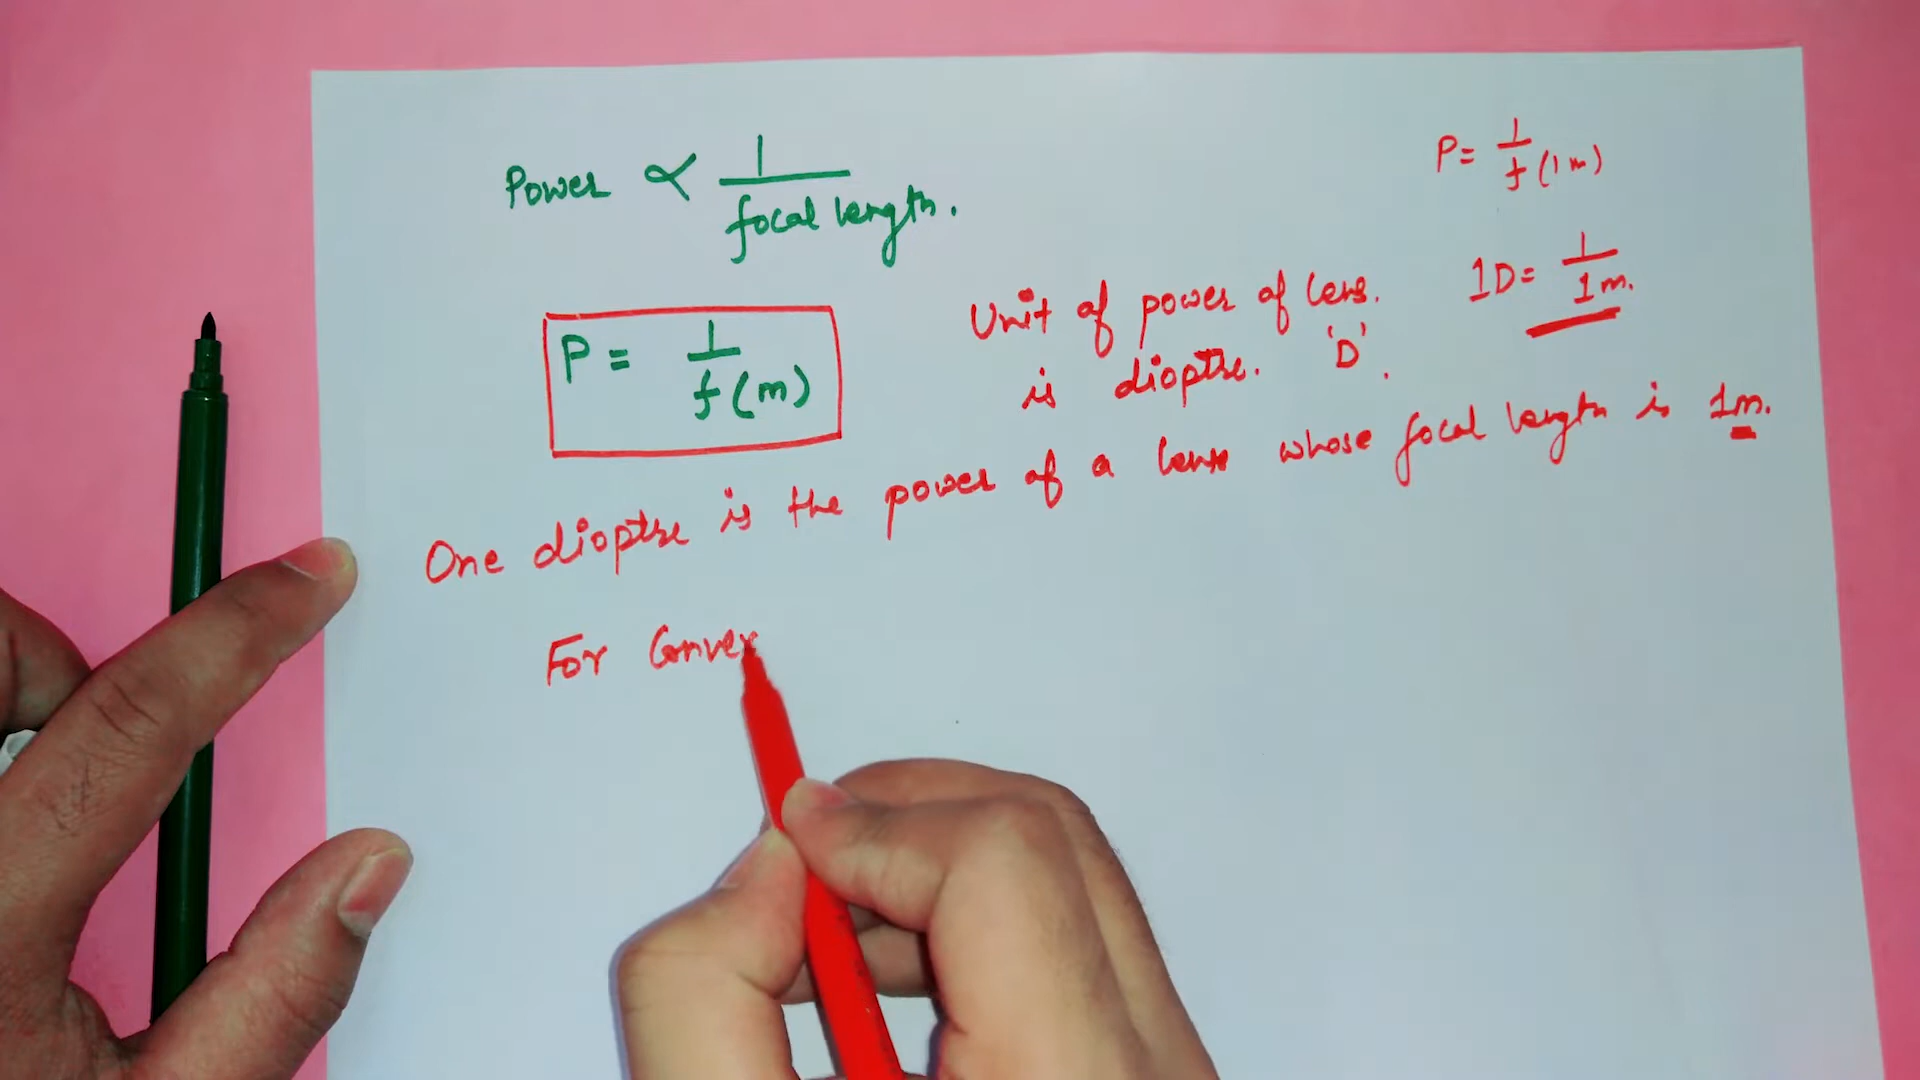 Power ∝ 1/focal length.
P = 1/f (1m)
1D = 1/1m.
P = 1/f(m)
Unit of power of lens.
is dioptre. 'D'.
One dioptre is the power of a lens whose focal length is 1m.
For Convex